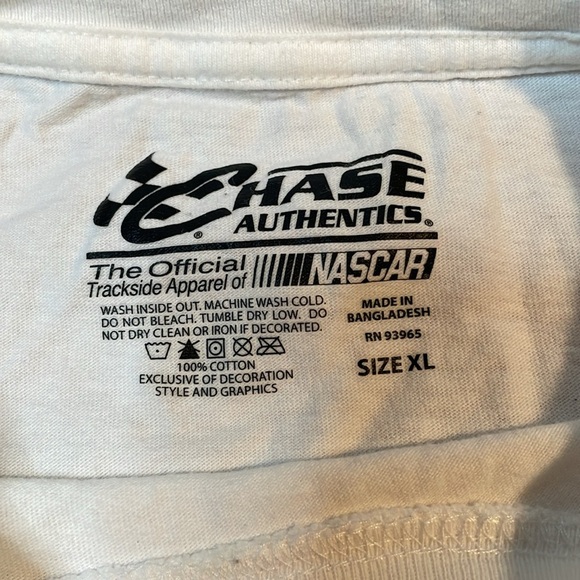 CHASE
AUTHENTICS®
®
The Official
Trackside Apparel of NASCAR
WASH INSIDE OUT. MACHINE WASH COLD.
DO NOT BLEACH. TUMBLE DRY LOW. DO
NOT DRY CLEAN OR IRON IF DECORATED.
100% COTTON
EXCLUSIVE OF DECORATION
STYLE AND GRAPHICS
MADE IN
BANGLADESH
RN 93965
SIZE XL